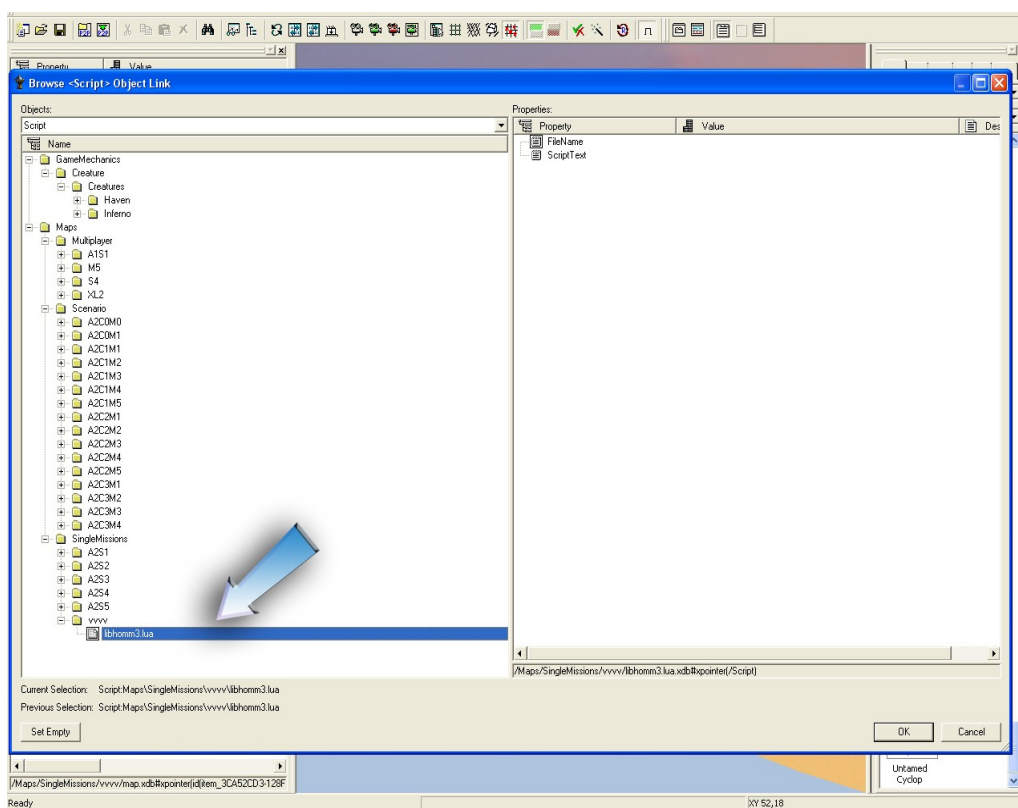 Property Value
Browse <Script> Object Link
Objects:
Script
Name
GameMechanics
Creature
Creatures
Haven
Inferno
Maps
Multiplayer
A1S1
M5
S4
XL2
Scenario
A2C0M0
A2C0M1
A2C1M1
A2C1M2
A2C1M3
A2C1M4
A2C1M5
A2C2M1
A2C2M2
A2C2M3
A2C2M4
A2C2M5
A2C3M1
A2C3M2
A2C3M3
A2C3M4
SingleMissions
A2S1
A2S2
A2S3
A2S4
A2S5
vvvv
libhomm3.lua
Properties:
Property Value Des
FileName
ScriptText
/Maps/SingleMissions/vvvv/libhomm3.lua.xdb#xpointer(/Script)
Current Selection: Script:Maps\SingleMissions\vvvv\libhomm3.lua
Previous Selection: Script:Maps\SingleMissions\vvvv\libhomm3.lua
Set Empty OK Cancel
Untamed
Cyclop
/Maps/SingleMissions/vvvv/map.xdb#xpointer(id(item_3CA52CD3-128F
Ready XY 52,18